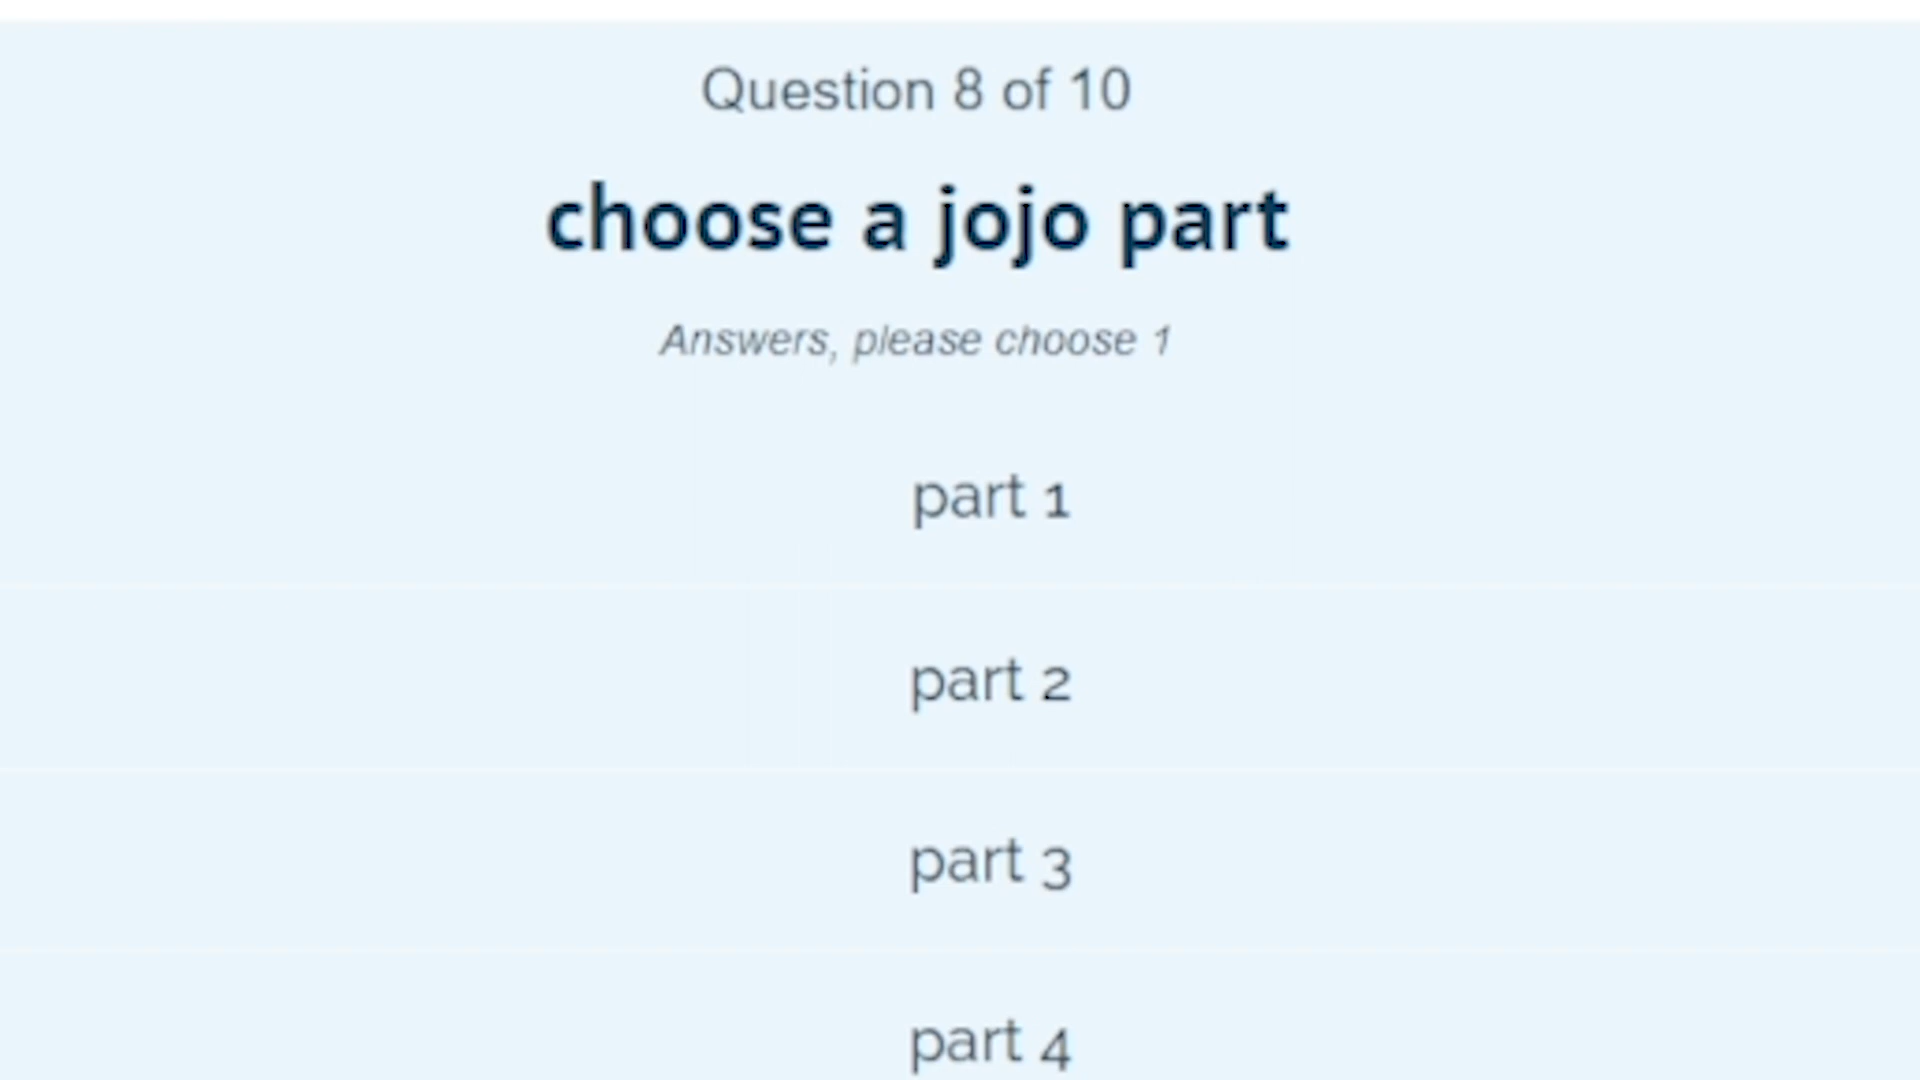 Question 8 of 10
choose a jojo part
Answers, please choose 1
part 1
part 2
part 3
part 4